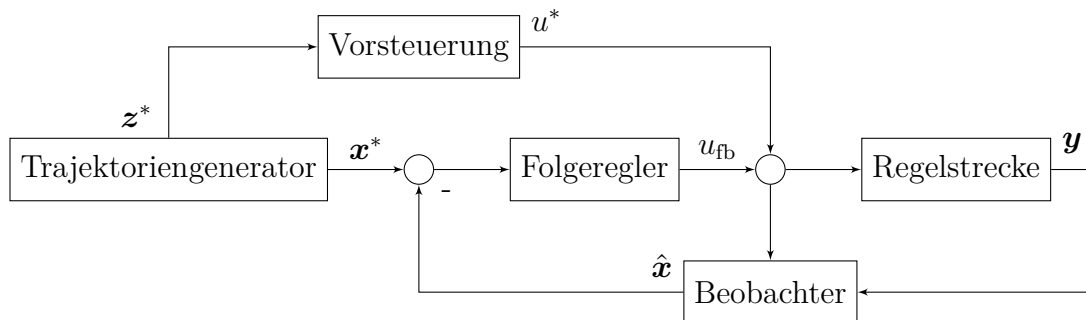 Vorsteuerung
u*
z*
Trajektoriengenerator
x*
-
Folgeregler
u_fb
Regelstrecke
y
x̂
Beobachter